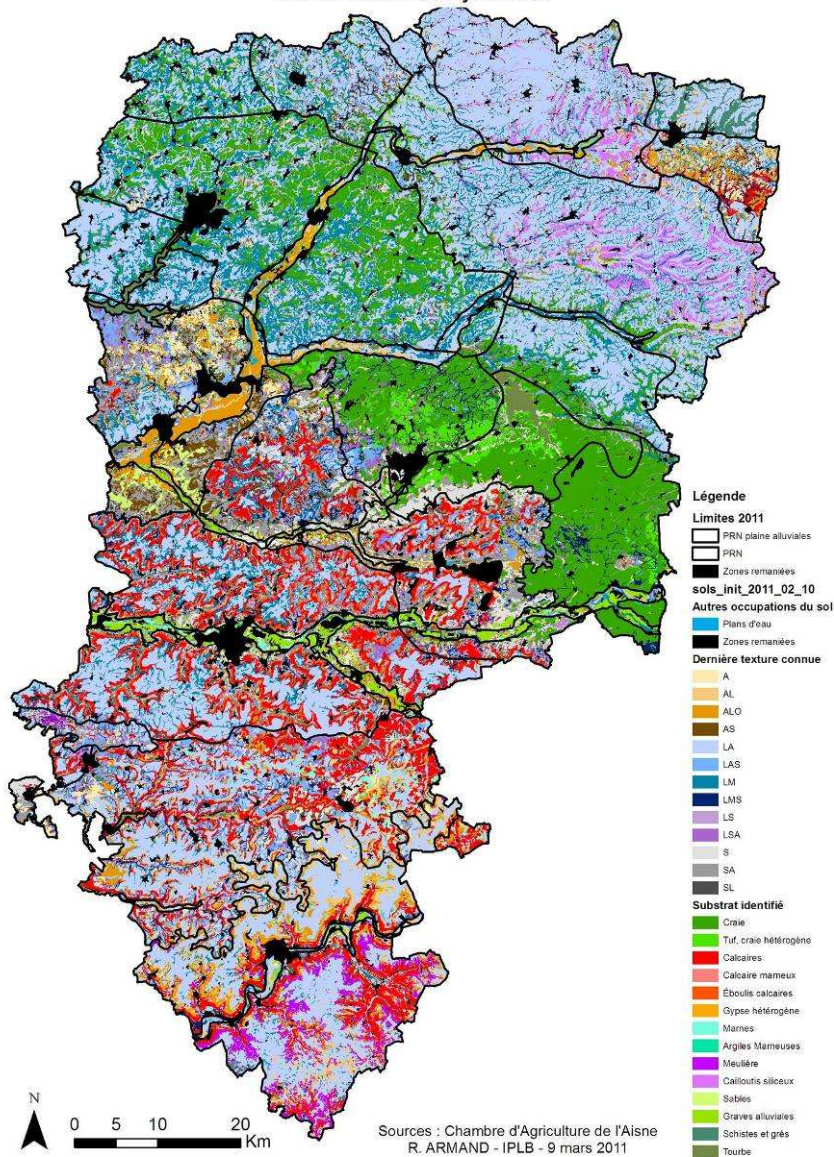 Légende
Limites 2011
PRN plaine alluviales
PRN
Zones remaniées
sols_init_2011_02_10
Autres occupations du sol
Plans d'eau
Zones remaniées
Dernière texture connue
A
AL
ALO
AS
LA
LAS
LM
LMS
LS
LSA
S
SA
SL
Substrat identifié
Craie
Tuf, craie hétérogène
Calcaires
Calcaire marneux
Éboulis calcaires
Gypse hétérogène
Marnes
Argiles Marneuses
Meulière
Cailloutis siliceux
Sables
Graves alluviales
Schistes et grès
Tourbe
N
0 5 10 20
Km
Sources : Chambre d'Agriculture de l'Aisne
R. ARMAND - IPLB - 9 mars 2011